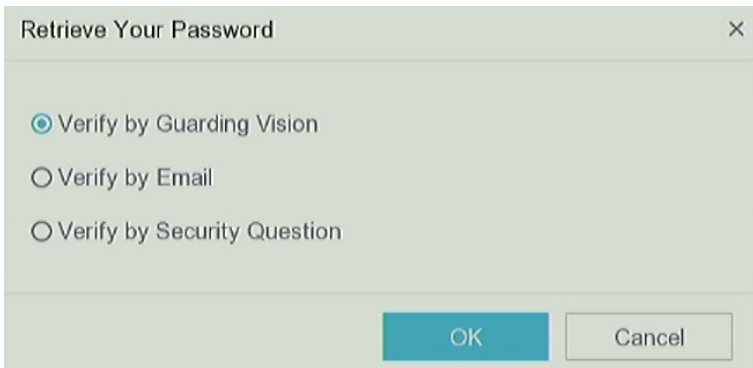 Retrieve Your Password
Verify by Guarding Vision
Verify by Email
Verify by Security Question
OK
Cancel